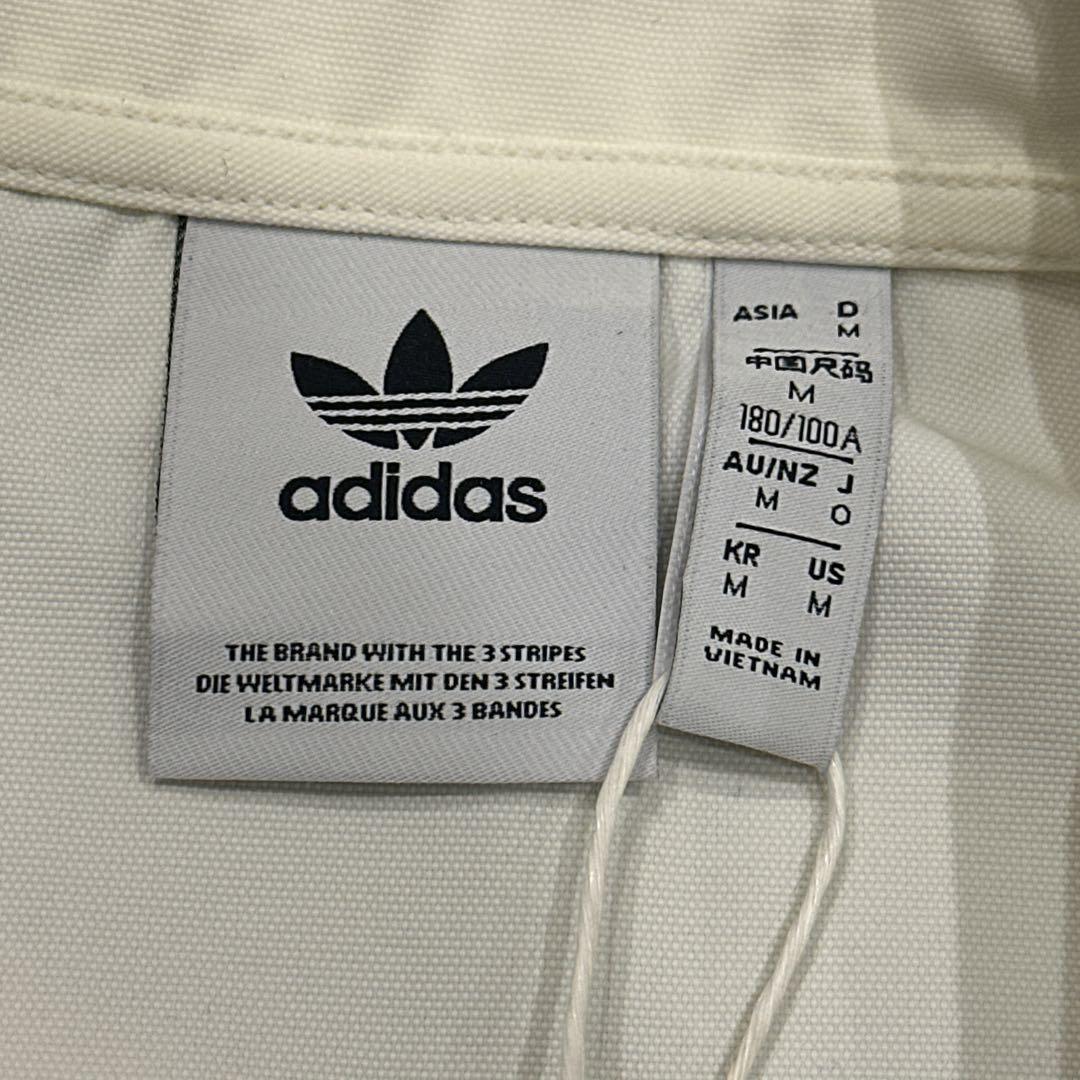 adidas
THE BRAND WITH THE 3 STRIPES
DIE WELTMARKE MIT DEN 3 STREIFEN
LA MARQUE AUX 3 BANDES
ASIA D
M
中国尺码
M
180/100A
AU/NZ J
M O
KR US
M M
MADE IN
VIETNAM